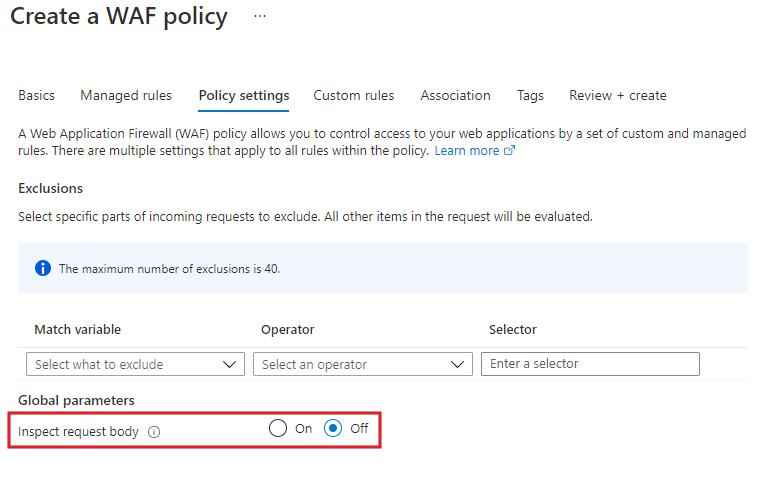 Create a WAF policy ...
Basics Managed rules Policy settings Custom rules Association Tags Review + create
A Web Application Firewall (WAF) policy allows you to control access to your web applications by a set of custom and managed
rules. There are multiple settings that apply to all rules within the policy. Learn more
Exclusions
Select specific parts of incoming requests to exclude. All other items in the request will be evaluated.
The maximum number of exclusions is 40.
Match variable Operator Selector
Select what to exclude Select an operator Enter a selector
Global parameters
Inspect request body On Off